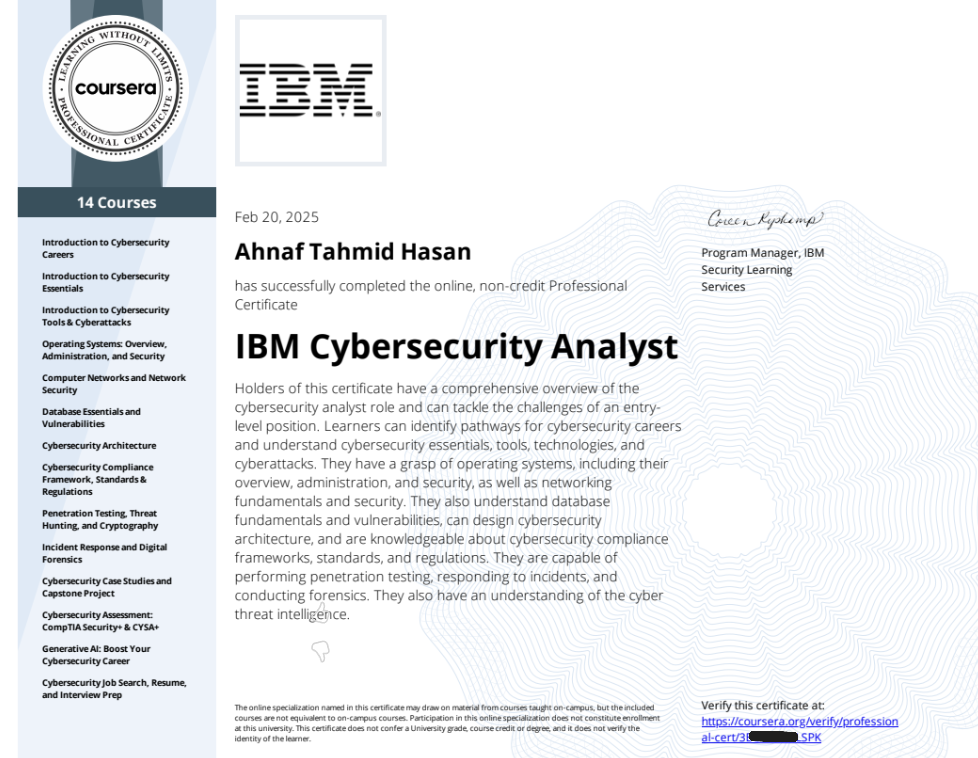 LEARNING WITHOUT LIMITS
coursera
PROFESSIONAL CERTIFICATE
14 Courses
Introduction to Cybersecurity
Careers
Introduction to Cybersecurity
Essentials
Introduction to Cybersecurity
Tools & Cyberattacks
Operating Systems: Overview,
Administration, and Security
Computer Networks and Network
Security
Database Essentials and
Vulnerabilities
Cybersecurity Architecture
Cybersecurity Compliance
Framework, Standards &
Regulations
Penetration Testing, Threat
Hunting, and Cryptography
Incident Response and Digital
Forensics
Cybersecurity Case Studies and
Capstone Project
Cybersecurity Assessment:
CompTIA Security+ & CYSA+
Generative AI: Boost Your
Cybersecurity Career
Cybersecurity Job Search, Resume,
and Interview Prep
IBM®
Feb 20, 2025
Ahnaf Tahmid Hasan
has successfully completed the online, non-credit Professional
Certificate
IBM Cybersecurity Analyst
Holders of this certificate have a comprehensive overview of the
cybersecurity analyst role and can tackle the challenges of an entry-
level position. Learners can identify pathways for cybersecurity careers
and understand cybersecurity essentials, tools, technologies, and
cyberattacks. They have a grasp of operating systems, including their
overview, administration, and security, as well as networking
fundamentals and security. They also understand database
fundamentals and vulnerabilities, can design cybersecurity
architecture, and are knowledgeable about cybersecurity compliance
frameworks, standards, and regulations. They are capable of
performing penetration testing, responding to incidents, and
conducting forensics. They also have an understanding of the cyber
threat intelligence.
The online specialization named in this certificate may draw on material from courses taught on-campus, but the included
courses are not equivalent to on-campus courses. Participation in this online specialization does not constitute enrollment
at this university. This certificate does not confer a University grade, course credit or degree, and it does not verify the
identity of the learner.
Program Manager, IBM
Security Learning
Services
Verify this certificate at:
https://coursera.org/verify/profession
al-cert/3 SPK